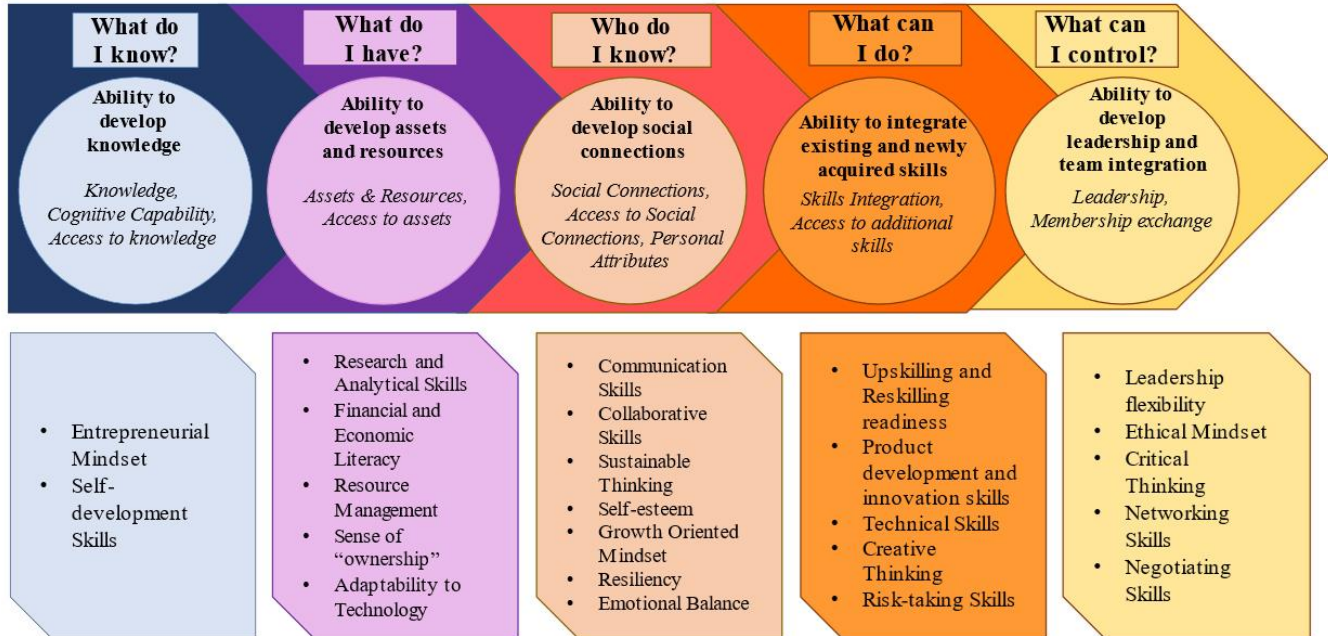 What do
I know?
Ability to
develop
knowledge
Knowledge,
Cognitive Capability,
Access to knowledge
What do
I have?
Ability to
develop assets
and resources
Assets & Resources,
Access to assets
Who do
I know?
Ability to
develop social
connections
Social Connections,
Access to Social
Connections, Personal
Attributes
What can
I do?
Ability to integrate
existing and newly
acquired skills
Skills Integration,
Access to additional
skills
What can
I control?
Ability to
develop
leadership and
team integration
Leadership,
Membership exchange
• Entrepreneurial
Mindset
• Self-
development
Skills
• Research and
Analytical Skills
• Financial and
Economic
Literacy
• Resource
Management
• Sense of
“ownership”
• Adaptability to
Technology
• Communication
Skills
• Collaborative
Skills
• Sustainable
Thinking
• Self-esteem
• Growth Oriented
Mindset
• Resiliency
• Emotional Balance
• Upskilling and
Reskilling
readiness
• Product
development and
innovation skills
• Technical Skills
• Creative
Thinking
• Risk-taking Skills
• Leadership
flexibility
• Ethical Mindset
• Critical
Thinking
• Networking
Skills
• Negotiating
Skills